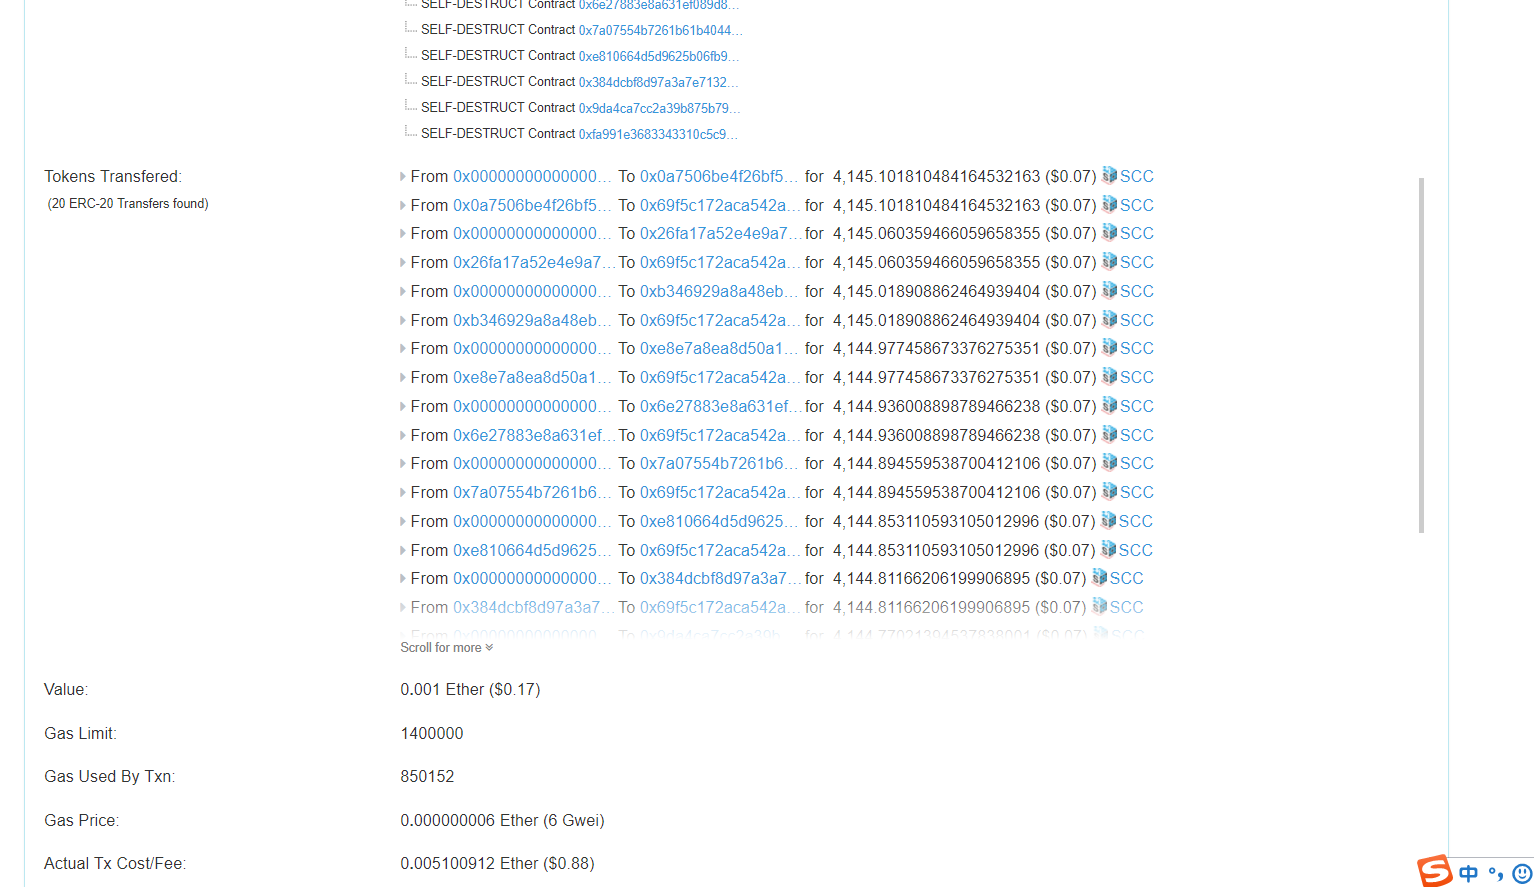 SELF-DESTRUCT Contract 0x6e27883e8a631ef089d8...
SELF-DESTRUCT Contract 0x7a07554b7261b61b4044...
SELF-DESTRUCT Contract 0xe810664d5d9625b06fb9...
SELF-DESTRUCT Contract 0x384dcbf8d97a3a7e7132...
SELF-DESTRUCT Contract 0x9da4ca7cc2a39b875b79...
SELF-DESTRUCT Contract 0xfa991e3683343310c5c9...
Tokens Transfered: From 0x00000000000000... To 0x0a7506be4f26bf5... for 4,145.101810484164532163 ($0.07) SCC
(20 ERC-20 Transfers found) From 0x0a7506be4f26bf5... To 0x69f5c172aca542a... for 4,145.101810484164532163 ($0.07) SCC
From 0x00000000000000... To 0x26fa17a52e4e9a7... for 4,145.060359466059658355 ($0.07) SCC
From 0x26fa17a52e4e9a7... To 0x69f5c172aca542a... for 4,145.060359466059658355 ($0.07) SCC
From 0x00000000000000... To 0xb346929a8a48eb... for 4,145.018908862464939404 ($0.07) SCC
From 0xb346929a8a48eb... To 0x69f5c172aca542a... for 4,145.018908862464939404 ($0.07) SCC
From 0x00000000000000... To 0xe8e7a8ea8d50a1... for 4,144.977458673376275351 ($0.07) SCC
From 0xe8e7a8ea8d50a1... To 0x69f5c172aca542a... for 4,144.977458673376275351 ($0.07) SCC
From 0x00000000000000... To 0x6e27883e8a631ef... for 4,144.936008898789466238 ($0.07) SCC
From 0x6e27883e8a631ef... To 0x69f5c172aca542a... for 4,144.936008898789466238 ($0.07) SCC
From 0x00000000000000... To 0x7a07554b7261b6... for 4,144.894559538700412106 ($0.07) SCC
From 0x7a07554b7261b6... To 0x69f5c172aca542a... for 4,144.894559538700412106 ($0.07) SCC
From 0x00000000000000... To 0xe810664d5d9625... for 4,144.853110593105012996 ($0.07) SCC
From 0xe810664d5d9625... To 0x69f5c172aca542a... for 4,144.853110593105012996 ($0.07) SCC
From 0x00000000000000... To 0x384dcbf8d97a3a7... for 4,144.81166206199906895 ($0.07) SCC
From 0x384dcbf8d97a3a7... To 0x69f5c172aca542a... for 4,144.81166206199906895 ($0.07) SCC
From 0x00000000000000... To 0x9da4ca7cc2a39b... for 4,144.77021394537838001 ($0.07) SCC
Scroll for more
Value: 0.001 Ether ($0.17)
Gas Limit: 1400000
Gas Used By Txn: 850152
Gas Price: 0.000000006 Ether (6 Gwei)
Actual Tx Cost/Fee: 0.005100912 Ether ($0.88)
S 中 °,